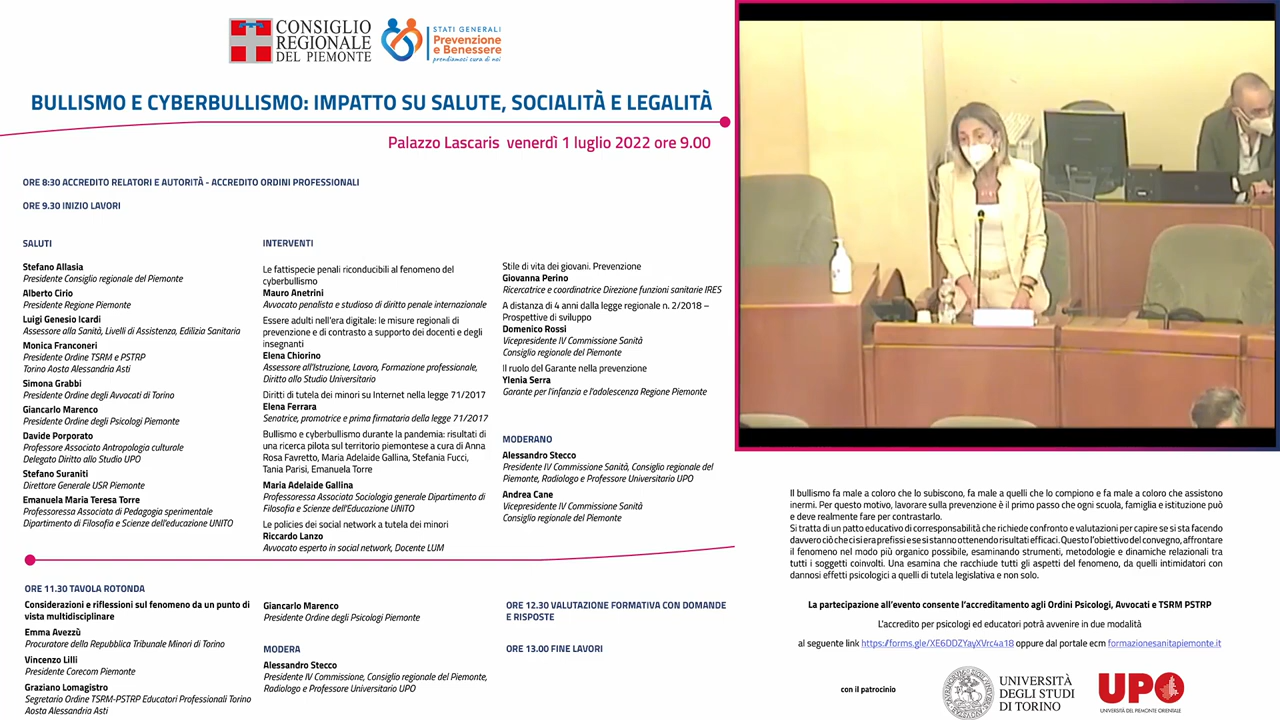 CONSIGLIO
REGIONALE
DEL PIEMONTE
STATI GENERALI
Prevenzione
e Benessere
prendiamoci cura di noi
BULLISMO E CYBERBULLISMO: IMPATTO SU SALUTE, SOCIALITÀ E LEGALITÀ
Palazzo Lascaris venerdì 1 luglio 2022 ore 9.00
ORE 8:30 ACCREDITO RELATORI E AUTORITÀ - ACCREDITO ORDINI PROFESSIONALI
ORE 9.30 INIZIO LAVORI
SALUTI
Stefano Allasia
Presidente Consiglio regionale del Piemonte
Alberto Cirio
Presidente Regione Piemonte
Luigi Genesio Icardi
Assessore alla Sanità, Livelli di Assistenza, Edilizia Sanitaria
Monica Franconeri
Presidente Ordine TSRM e PSTRP
Torino Aosta Alessandria Asti
Simona Grabbi
Presidente Ordine degli Avvocati di Torino
Giancarlo Marenco
Presidente Ordine degli Psicologi Piemonte
Davide Porporato
Professore Associato Antropologia culturale
Delegato Diritto allo Studio UPO
Stefano Suraniti
Direttore Generale USR Piemonte
Emanuela Maria Teresa Torre
Professoressa Associata di Pedagogia sperimentale
Dipartimento di Filosofia e Scienze dell'educazione UNITO
INTERVENTI
Le fattispecie penali riconducibili al fenomeno del
cyberbullismo
Mauro Anetrini
Avvocato penalista e studioso di diritto penale internazionale
Essere adulti nell'era digitale: le misure regionali di
prevenzione e di contrasto a supporto dei docenti e degli
insegnanti
Elena Chiorino
Assessore all'Istruzione, Lavoro, Formazione professionale,
Diritto allo Studio Universitario
Diritti di tutela dei minori su Internet nella legge 71/2017
Elena Ferrara
Senatrice, promotrice e prima firmataria della legge 71/2017
Bullismo e cyberbullismo durante la pandemia: risultati di
una ricerca pilota sul territorio piemontese a cura di Anna
Rosa Favretto, Maria Adelaide Gallina, Stefania Fucci,
Tania Parisi, Emanuela Torre
Maria Adelaide Gallina
Professoressa Associata Sociologia generale Dipartimento di
Filosofia e Scienze dell'Educazione UNITO
Le policies dei social network a tutela dei minori
Riccardo Lanzo
Avvocato esperto in social network, Docente LUM
Stile di vita dei giovani. Prevenzione
Giovanna Perino
Ricercatrice e coordinatrice Direzione funzioni sanitarie IRES
A distanza di 4 anni dalla legge regionale n. 2/2018 –
Prospettive di sviluppo
Domenico Rossi
Vicepresidente IV Commissione Sanità
Consiglio regionale del Piemonte
Il ruolo del Garante nella prevenzione
Ylenia Serra
Garante per l'infanzia e l'adolescenza Regione Piemonte
MODERANO
Alessandro Stecco
Presidente IV Commissione Sanità, Consiglio regionale del
Piemonte, Radiologo e Professore Universitario UPO
Andrea Cane
Vicepresidente IV Commissione Sanità
Consiglio regionale del Piemonte
ORE 11.30 TAVOLA ROTONDA
Considerazioni e riflessioni sul fenomeno da un punto di
vista multidisciplinare
Emma Avezzù
Procuratore della Repubblica Tribunale Minori di Torino
Vincenzo Lilli
Presidente Corecom Piemonte
Graziano Lomagistro
Segretario Ordine TSRM-PSTRP Educatori Professionali Torino
Aosta Alessandria Asti
Giancarlo Marenco
Presidente Ordine degli Psicologi Piemonte
MODERA
Alessandro Stecco
Presidente IV Commissione, Consiglio regionale del Piemonte,
Radiologo e Professore Universitario UPO
ORE 12.30 VALUTAZIONE FORMATIVA CON DOMANDE
E RISPOSTE
ORE 13.00 FINE LAVORI
Il bullismo fa male a coloro che lo subiscono, fa male a quelli che lo compiono e fa male a coloro che assistono
inermi. Per questo motivo, lavorare sulla prevenzione è il primo passo che ogni scuola, famiglia e istituzione può
e deve realmente fare per contrastarlo.
Si tratta di un patto educativo di corresponsabilità che richiede confronto e valutazioni per capire se si sta facendo
davvero ciò che ci si era prefissi e se si stanno ottenendo risultati efficaci. Questo l'obiettivo del convegno, affrontare
il fenomeno nel modo più organico possibile, esaminando strumenti, metodologie e dinamiche relazionali tra
tutti i soggetti coinvolti. Una esamina che racchiude tutti gli aspetti del fenomeno, da quelli intimidatori con
dannosi effetti psicologici a quelli di tutela legislativa e non solo.
La partecipazione all'evento consente l'accreditamento agli Ordini Psicologi, Avvocati e TSRM PSTRP
L'accredito per psicologi ed educatori potrà avvenire in due modalità
al seguente link https://forms.gle/XE6DDZYayXVrc4a18 oppure dal portale ecm formazionesanitapiemonte.it
con il patrocinio
UNIVERSITÀ
DEGLI STUDI
DI TORINO
UPO
UNIVERSITÀ DEL PIEMONTE ORIENTALE